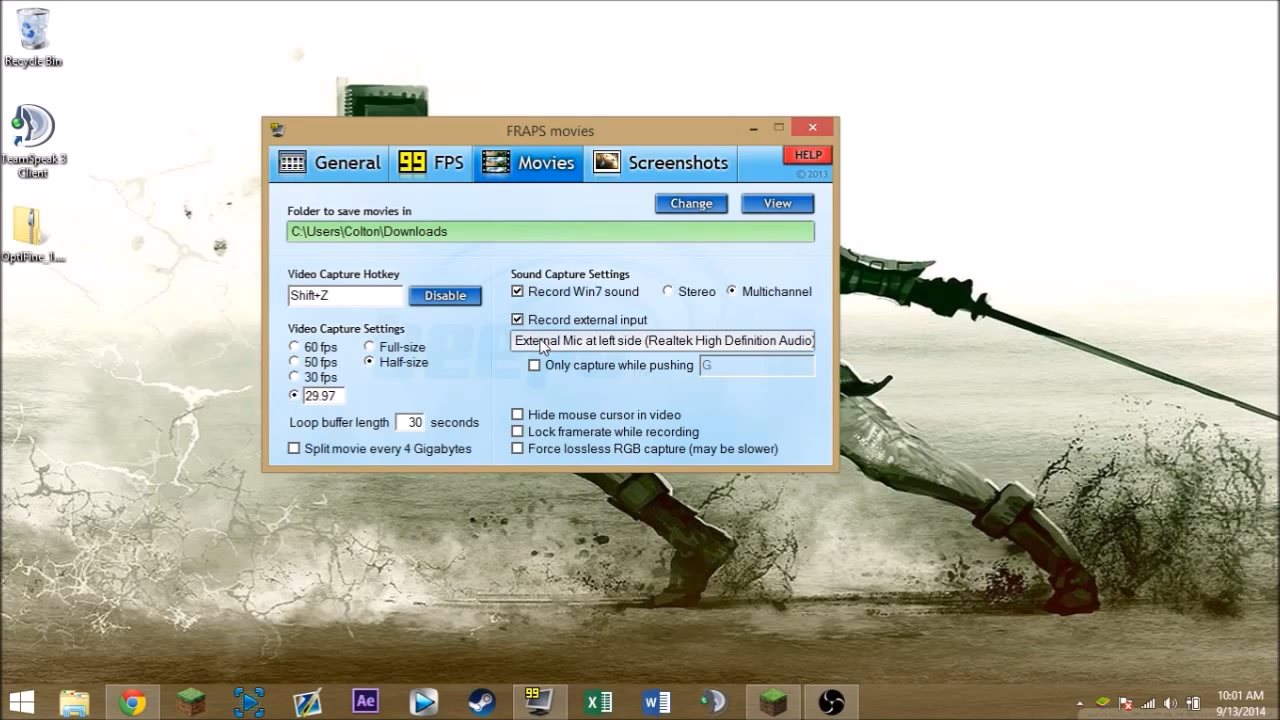 Recycle Bin
TeamSpeak 3
Client
OptiFine_1....
FRAPS movies
General
99
FPS
Movies
Screenshots
HELP
© 2013
Change
View
Folder to save movies in
C:\Users\Colton\Downloads
Video Capture Hotkey
Shift+Z
Disable
Video Capture Settings
60 fps
Full-size
50 fps
Half-size
30 fps
29.97
Loop buffer length 30 seconds
Split movie every 4 Gigabytes
Sound Capture Settings
Record Win7 sound
Stereo
Multichannel
Record external input
External Mic at left side (Realtek High Definition Audio)
Only capture while pushing G
Hide mouse cursor in video
Lock framerate while recording
Force lossless RGB capture (may be slower)
Ae
99
10:01 AM
9/13/2014